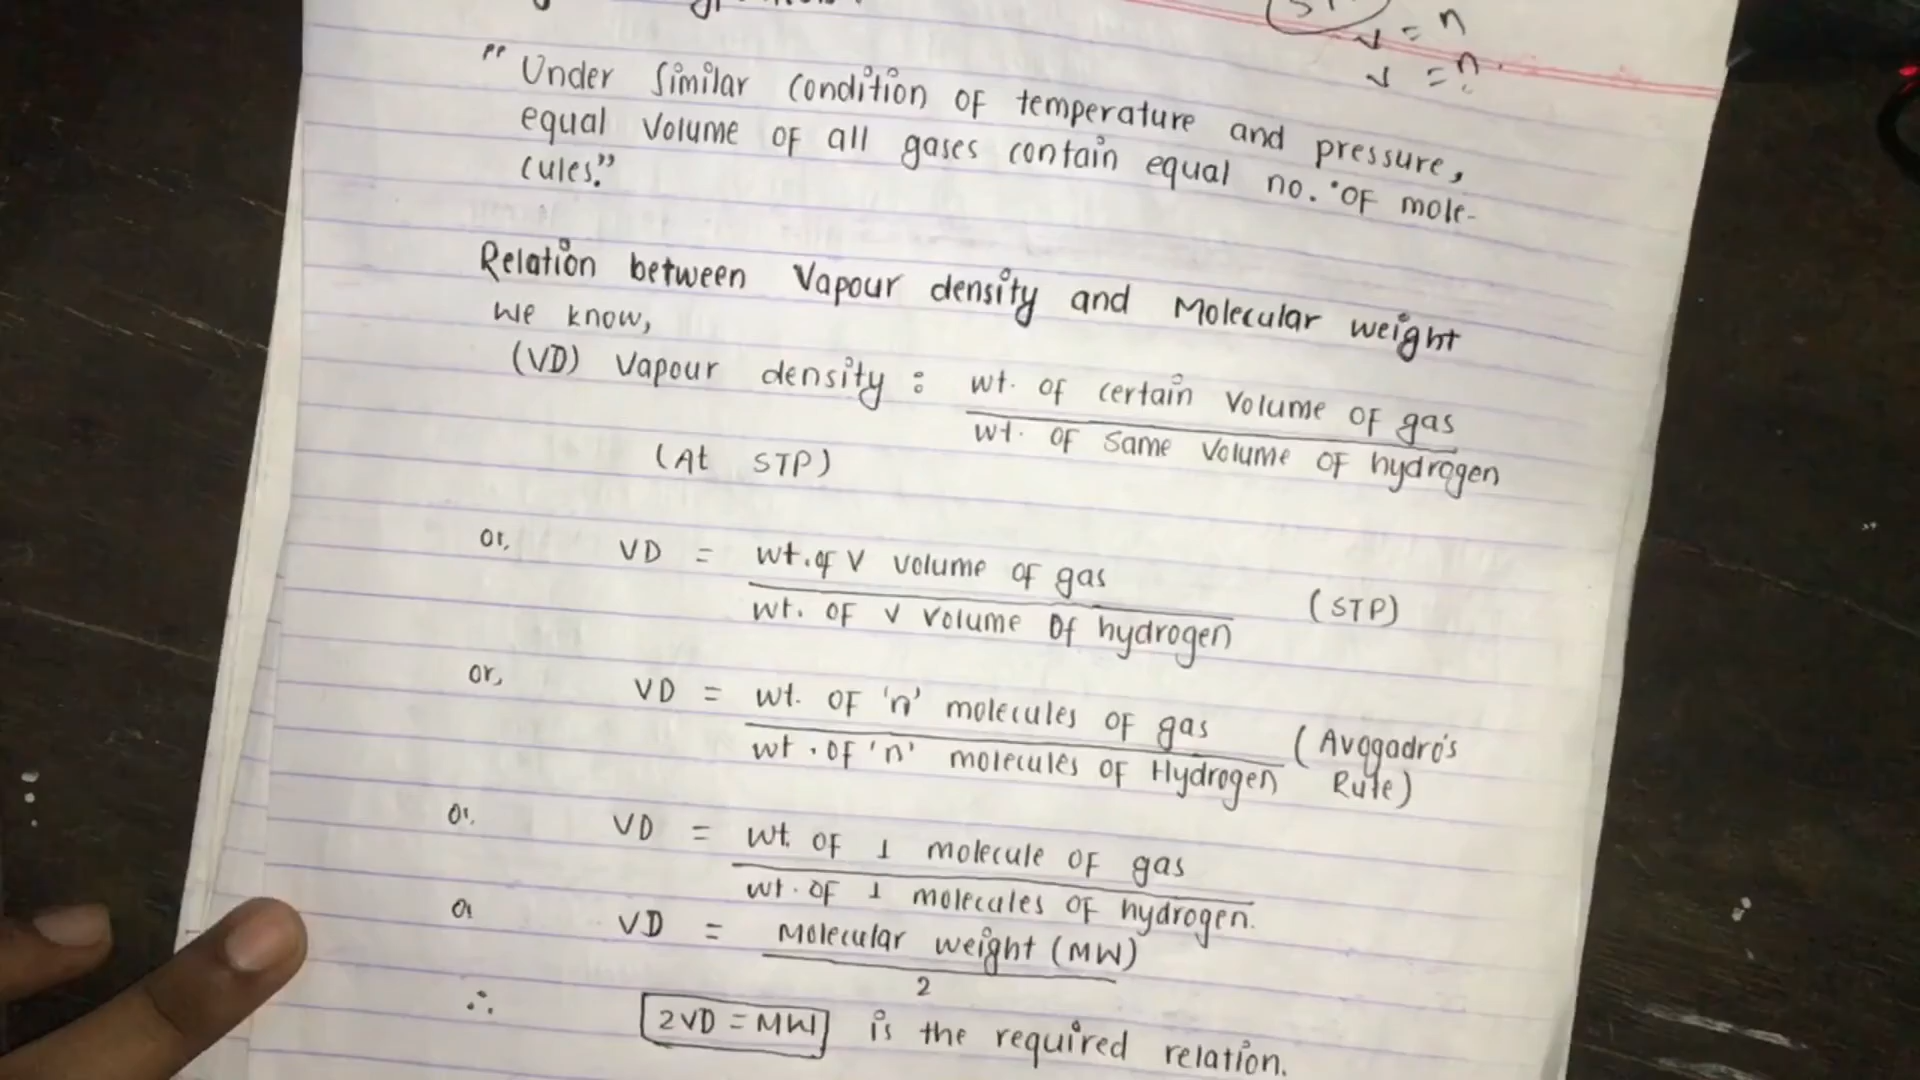 = n
v = n
" Under similar condition of temperature and pressure,
equal volume of all gases contain equal no. of mole-
cules."
Relation between Vapour density and Molecular weight
We know,
(VD) Vapour density : wt. of certain volume of gas
wt. of same volume of hydrogen
(At STP)
or, VD = wt. of V volume of gas
wt. of v volume of hydrogen (STP)
or, VD = wt. of 'n' molecules of gas
wt. of 'n' molecules of Hydrogen (Avogadro's Rule)
or, VD = wt. of 1 molecule of gas
wt. of 1 molecules of hydrogen.
or VD = Molecular weight (MW)
2
∴ 2VD = MW is the required relation.